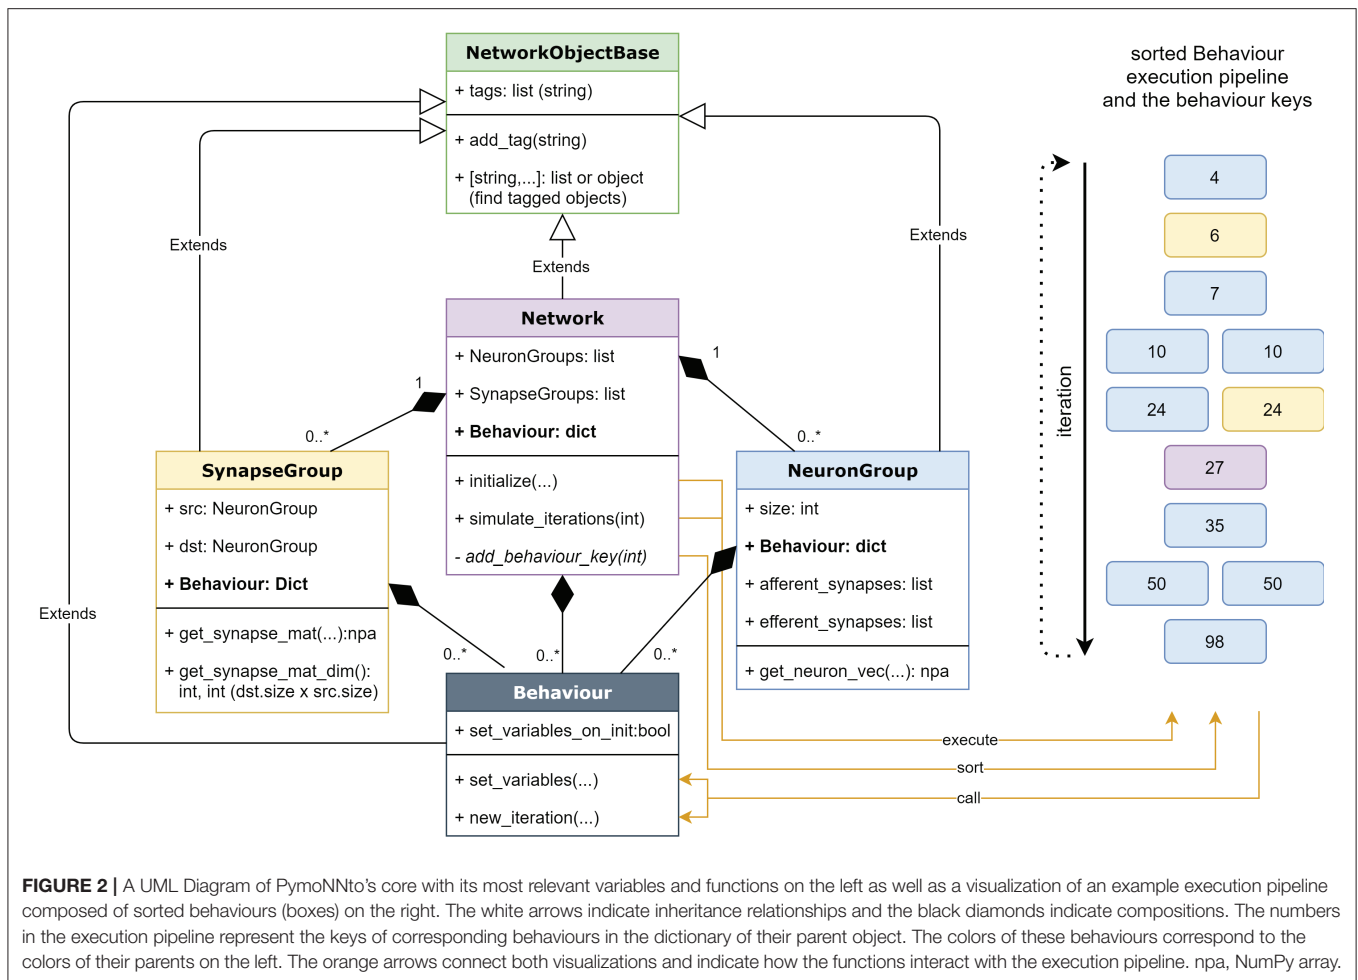 NetworkObjectBase
+ tags: list (string)
+ add_tag(string)
+ [string,...]: list or object
(find tagged objects)
Extends
Extends
Extends
Extends
Network
+ NeuronGroups: list
+ SynapseGroups: list
+ Behaviour: dict
+ initialize(...)
+ simulate_iterations(int)
- add_behaviour_key(int)
1
0..*
1
0..*
SynapseGroup
+ src: NeuronGroup
+ dst: NeuronGroup
+ Behaviour: Dict
+ get_synapse_mat(...):npa
+ get_synapse_mat_dim():
int, int (dst.size x src.size)
NeuronGroup
+ size: int
+ Behaviour: dict
+ afferent_synapses: list
+ efferent_synapses: list
+ get_neuron_vec(...): npa
0..*
0..*
0..*
Behaviour
+ set_variables_on_init:bool
+ set_variables(...)
+ new_iteration(...)
execute
sort
call
sorted Behaviour
execution pipeline
and the behaviour keys
iteration
4
6
7
10 10
24 24
27
35
50 50
98
FIGURE 2 | A UML Diagram of PymoNNto's core with its most relevant variables and functions on the left as well as a visualization of an example execution pipeline
composed of sorted behaviours (boxes) on the right. The white arrows indicate inheritance relationships and the black diamonds indicate compositions. The numbers
in the execution pipeline represent the keys of corresponding behaviours in the dictionary of their parent object. The colors of these behaviours correspond to the
colors of their parents on the left. The orange arrows connect both visualizations and indicate how the functions interact with the execution pipeline. npa, NumPy array.